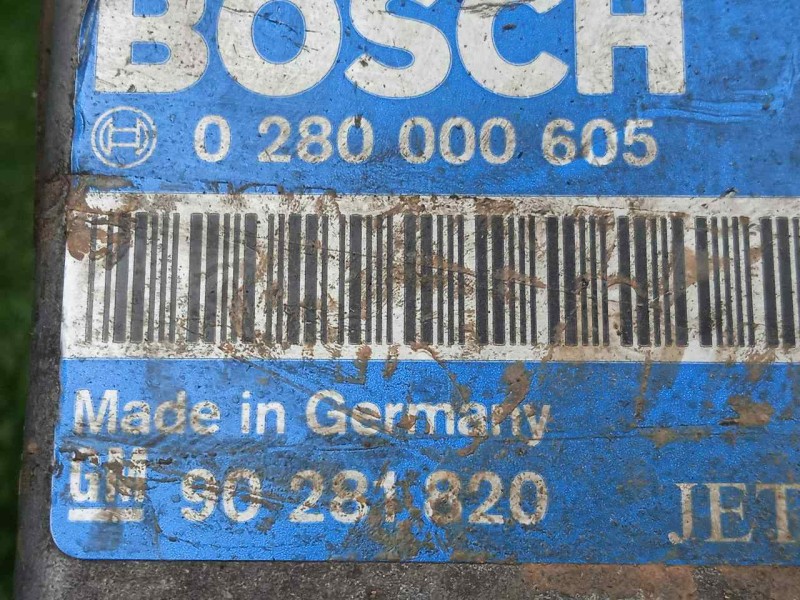 BOSCH
0 280 000 605
Made in Germany
GM 90 281 820
JET